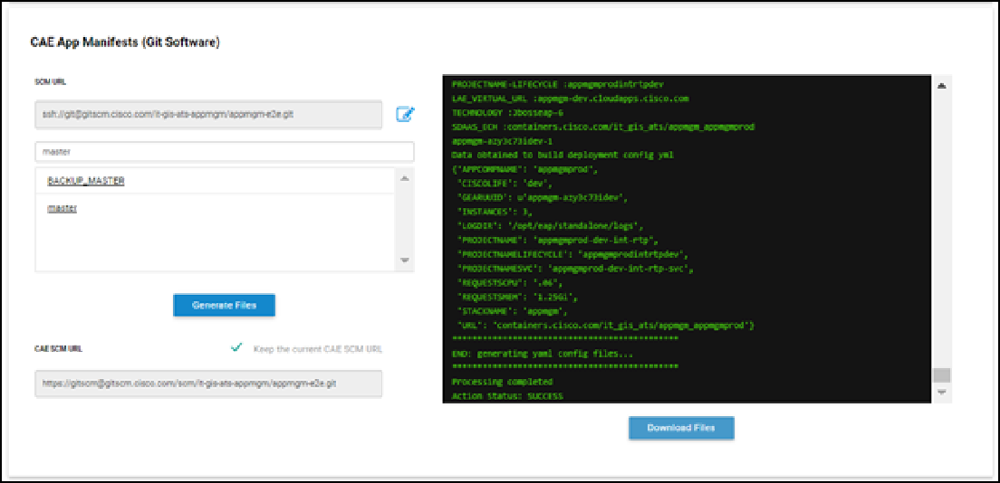 CAE App Manifests (Git Software)
SCM URL
ssh://git@gitscm.cisco.com/it-gis-ats-appmgm/appmgm-e2e.git
master
BACKUP_MASTER
master
Generate Files
CAE SCM URL
Keep the current CAE SCM URL
https://gitscm@gitscm.cisco.com/scm/it-gis-ats-appmgm/appmgm-e2e.git
PROJECTNAME-LIFECYCLE :appmgmprodintrtpdev
LAE_VIRTUAL_URL :appmgm-dev.cloudapps.cisco.com
TECHNOLOGY :Jbosseap-6
SDAAS_ECH :containers.cisco.com/it_gis_ats/appmgm_appmgmprod
appmgm-azy3c73idev-1
Data obtained to build deployment config yml
{'APPCOMPNAME': 'appmgmprod',
'CISCOLIFE': 'dev',
'GEARUUID': u'appmgm-azy3c73idev',
'INSTANCES': 3,
'LOGDIR': '/opt/eap/standalone/logs',
'PROJECTNAME': 'appmgmprod-dev-int-rtp',
'PROJECTNAMELIFECYCLE': 'appmgmprodintrtpdev',
'PROJECTNAMESVC': 'appmgmprod-dev-int-rtp-svc',
'REQUESTSCPU': '.06',
'REQUESTSMEM': '1.25Gi',
'STACKNAME': 'appmgm',
'URL': 'containers.cisco.com/it_gis_ats/appmgm_appmgmprod'}
*********************************************
END: generating yaml config files...
*********************************************
Processing completed
Action Status: SUCCESS
Download Files